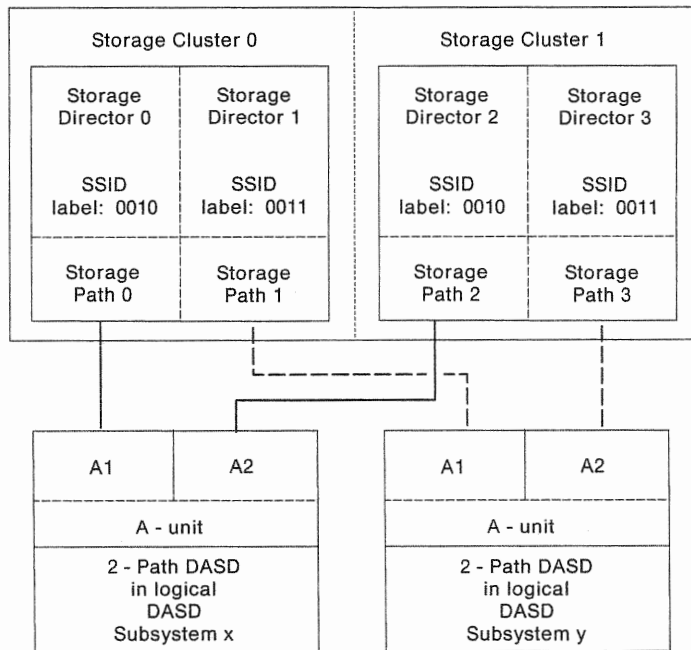 Storage Cluster 0
Storage Cluster 1
Storage
Director 0
Storage
Director 1
Storage
Director 2
Storage
Director 3
SSID
label: 0010
SSID
label: 0011
SSID
label: 0010
SSID
label: 0011
Storage
Path 0
Storage
Path 1
Storage
Path 2
Storage
Path 3
A1
A2
A1
A2
A - unit
A - unit
2 - Path DASD
in logical
DASD
Subsystem x
2 - Path DASD
in logical
DASD
Subsystem y